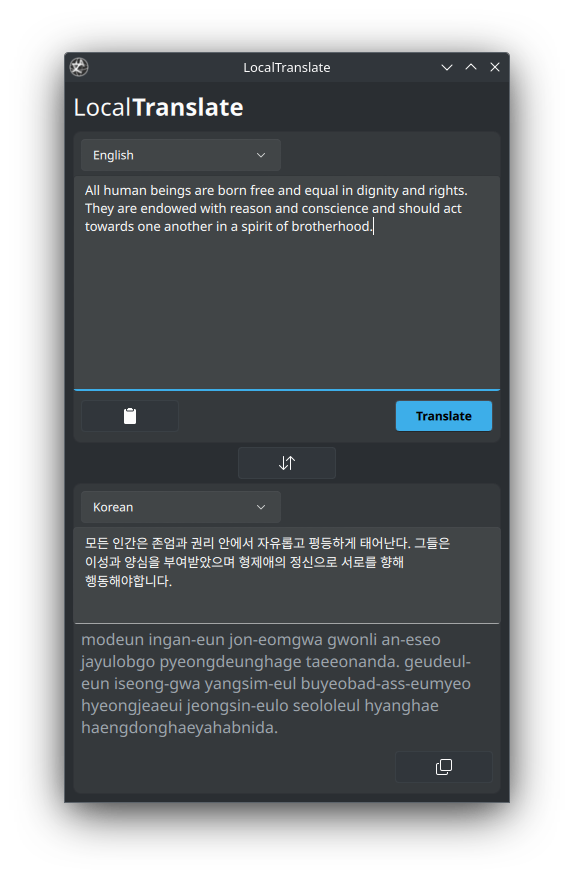 LocalTranslate
LocalTranslate
English
All human beings are born free and equal in dignity and rights.
They are endowed with reason and conscience and should act
towards one another in a spirit of brotherhood.
Translate
Korean
모든 인간은 존엄과 권리 안에서 자유롭고 평등하게 태어난다. 그들은
이성과 양심을 부여받았으며 형제애의 정신으로 서로를 향해
행동해야합니다.
modeun ingan-eun jon-eomgwa gwonli an-eseo
jayulobgo pyeongdeunghage taeeonanda. geudeul-
eun iseong-gwa yangsim-eul buyeobad-ass-eumyeo
hyeongjeaeui jeongsin-eulo seololeul hyanghae
haengdonghaeyahabnida.